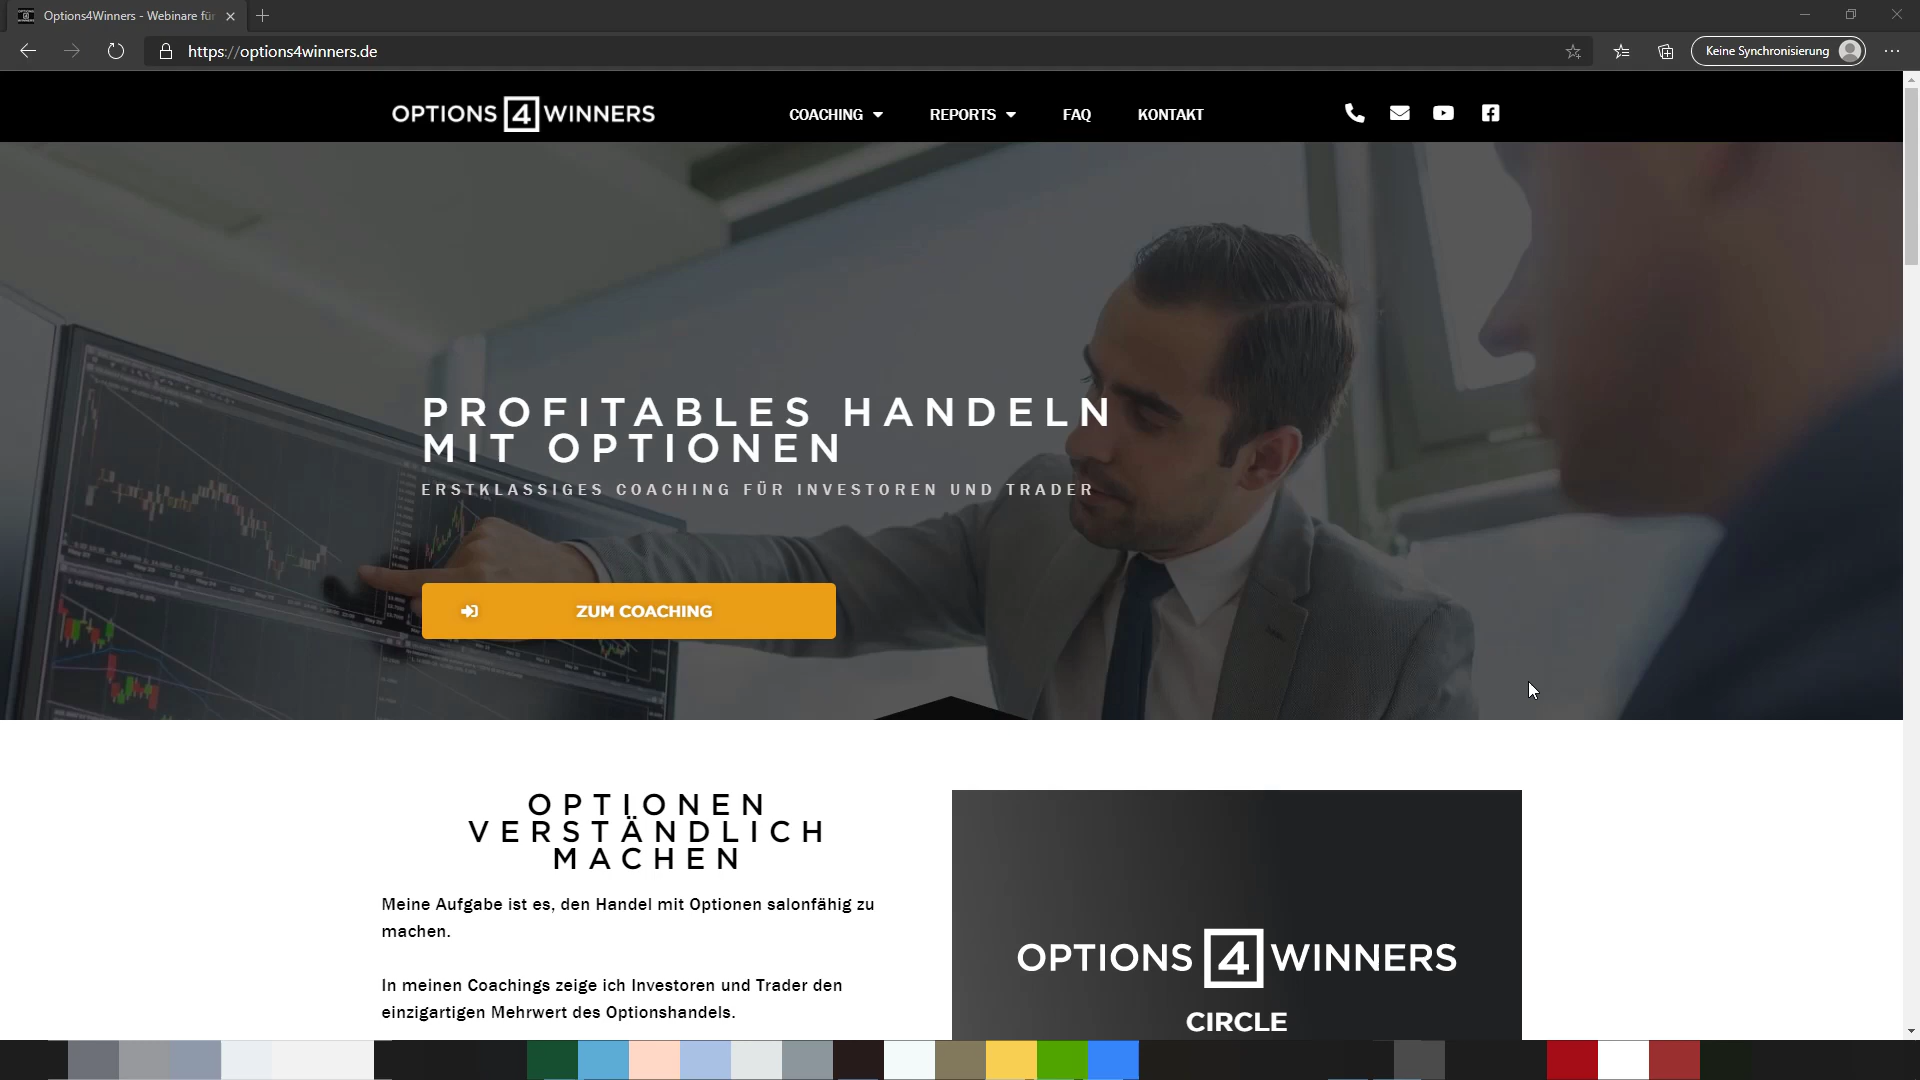 Options4Winners - Webinare für
https://options4winners.de
Keine Synchronisierung
OPTIONS 4 WINNERS
COACHING
REPORTS
FAQ
KONTAKT
PROFITABLES HANDELN
MIT OPTIONEN
ERSTKLASSIGES COACHING FÜR INVESTOREN UND TRADER
ZUM COACHING
OPTIONEN
VERSTÄNDLICH
MACHEN
Meine Aufgabe ist es, den Handel mit Optionen salonfähig zu
machen.
In meinen Coachings zeige ich Investoren und Trader den
einzigartigen Mehrwert des Optionshandels.
OPTIONS 4 WINNERS
CIRCLE